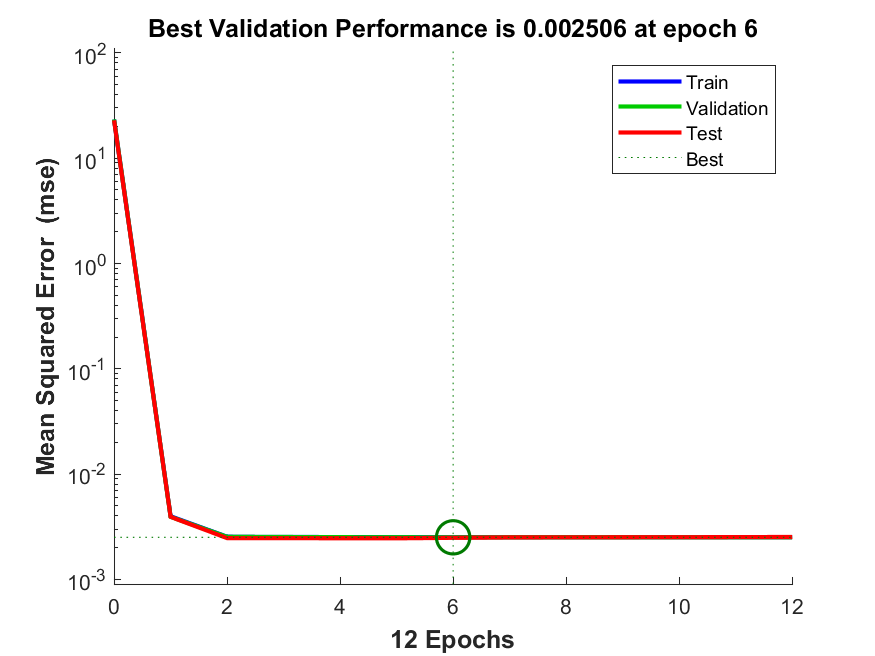 Best Validation Performance is 0.002506 at epoch 6
Mean Squared Error (mse)
10^2
10^1
10^0
10^-1
10^-2
10^-3
Train
Validation
Test
Best
0 2 4 6 8 10 12
12 Epochs